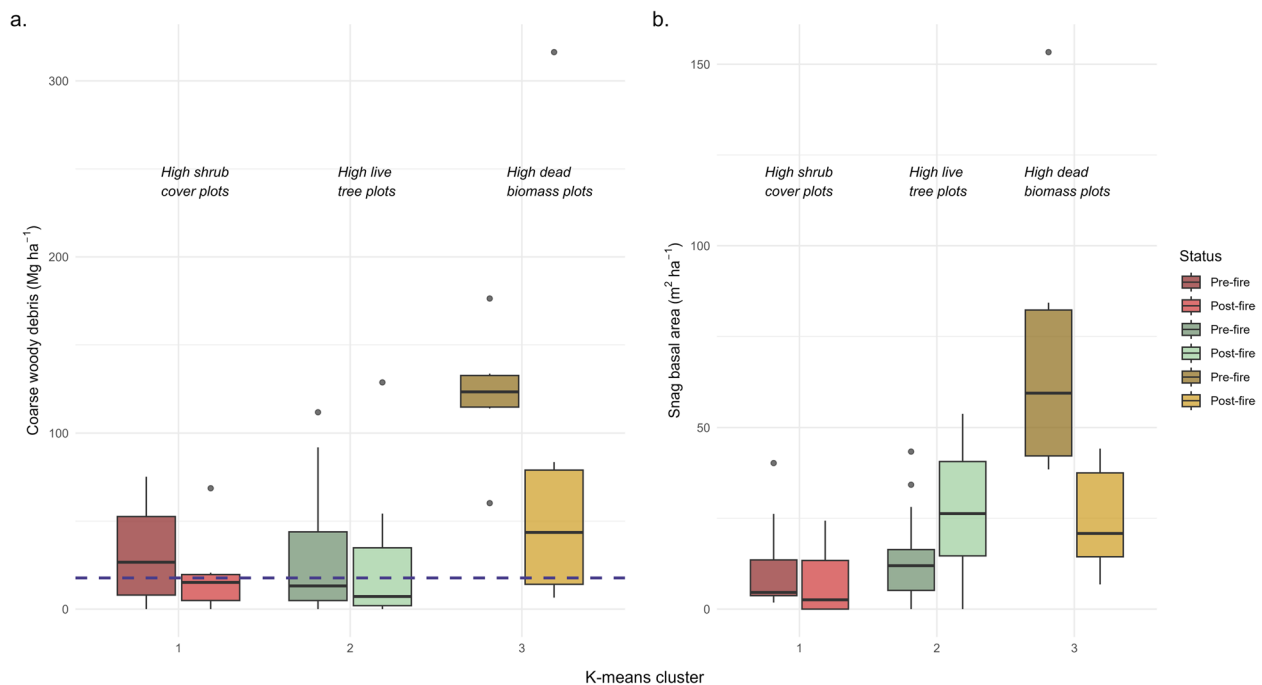 a.
Coarse woody debris (Mg ha⁻¹)
300
200
100
0
High shrub
cover plots
High live
tree plots
High dead
biomass plots
1
2
3
b.
Snag basal area (m² ha⁻¹)
150
100
50
0
High shrub
cover plots
High live
tree plots
High dead
biomass plots
1
2
3
K-means cluster
Status
Pre-fire
Post-fire
Pre-fire
Post-fire
Pre-fire
Post-fire